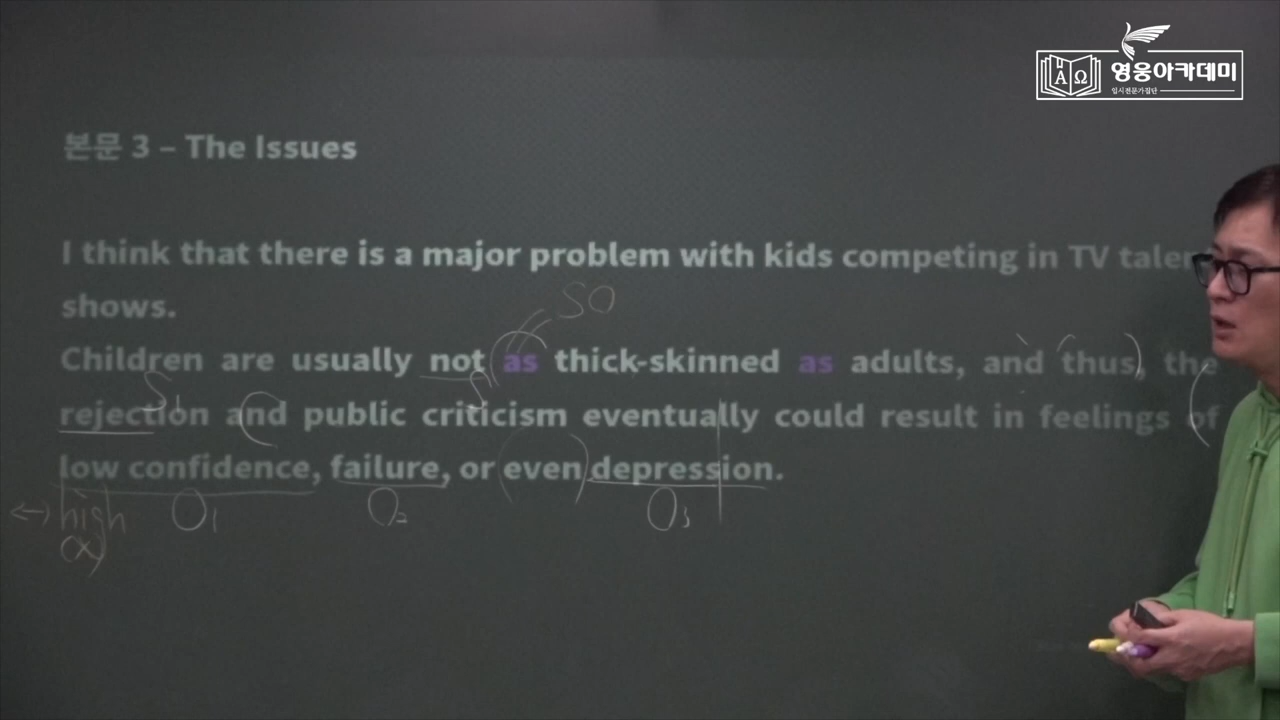 영웅아카데미
입시전문가집단
본문 3 – The Issues
I think that there is a major problem with kids competing in TV talen
shows.
so
Children are usually not as thick-skinned as adults, and thus, the
S1
rejection and public criticism eventually could result in feelings of
low confidence, failure, or even depression.
↔ high O1 O2 O3
(x)